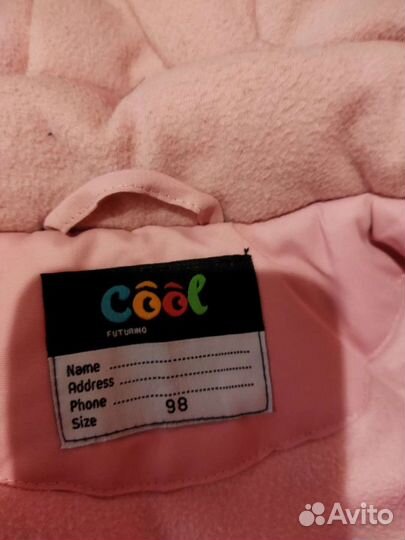 Côôl
FUTURINO
Name
Address
Phone
Size 98
Avito